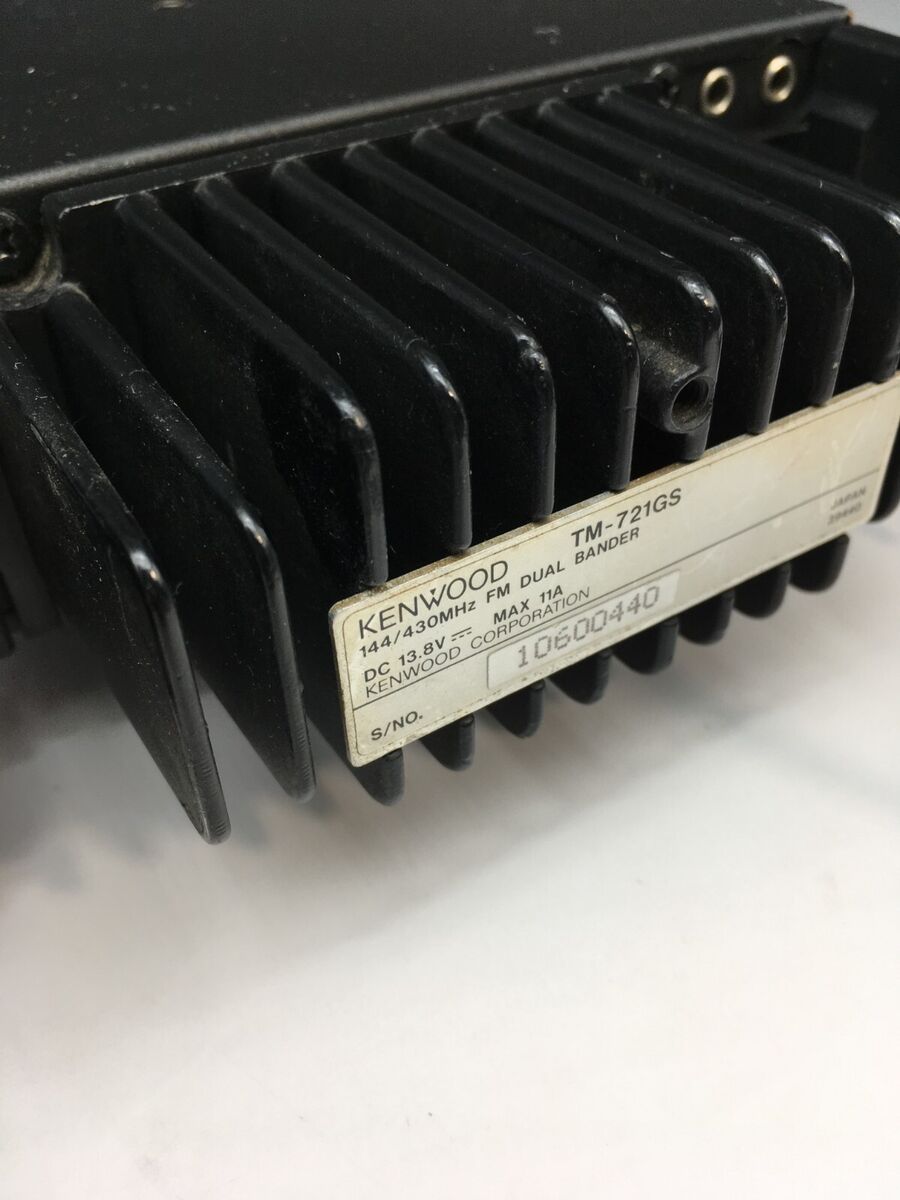 KENWOOD TM-721GS
144/430MHz FM DUAL BANDER
DC 13.8V ⎓ MAX 11A
KENWOOD CORPORATION
JAPAN
S/NO. 10600440